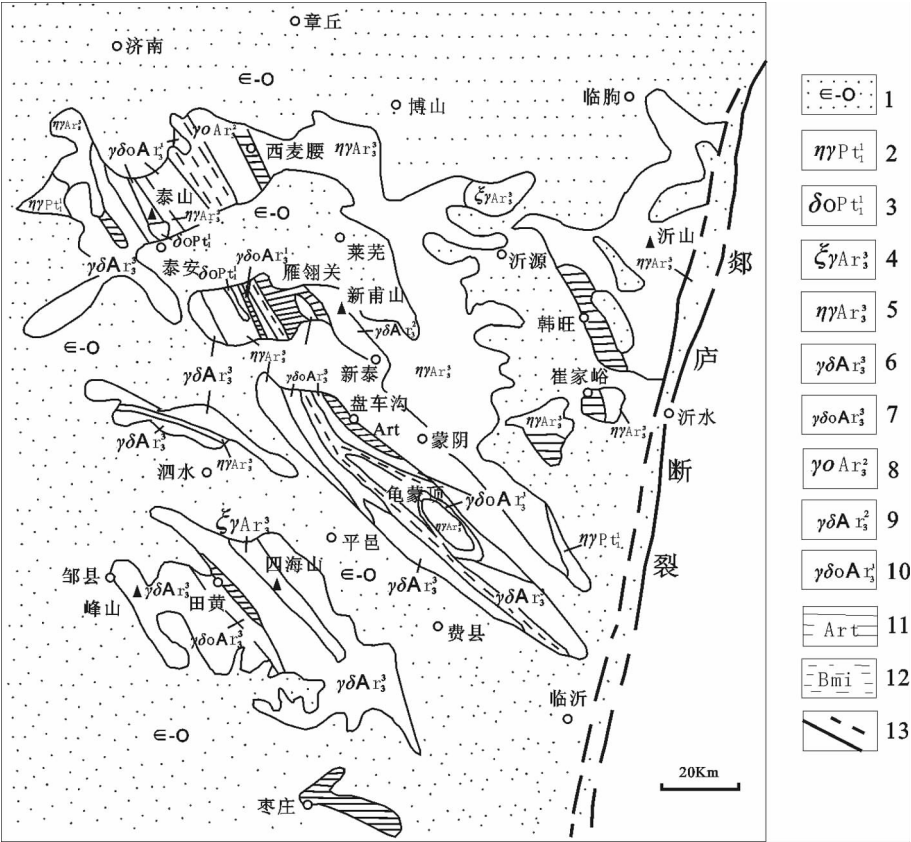 章丘
济南
∈-O
博山
临朐
ηγAr₃³
γδoAr₃¹
γoAr₃²
西麦腰
ηγAr₃³
ηγPt₁¹
泰山
ηγAr₃³
δoPt₁¹
∈-O
ξγAr₃³
沂山
ηγAr₃³
γδAr₃³
泰安
δoPt₁¹
γδoAr₃¹
雁翎关
莱芜
沂源
新甫山
γδAr₃²
韩旺
∈-O
γδAr₃³
ηγAr₃³
γδoAr₃³
新泰
ηγAr₃³
崔家峪
盘车沟
Art
蒙阴
ηγAr₃³
ηγAr₃³
沂水
γδAr₃³
ηγAr₃³
泗水
龟蒙顶
γδoAr₃¹
ηγAr₃³
ξγAr₃³
平邑
ηγPt₁¹
四海山
∈-O
γδAr₃³
γδAr₃²
邹县
峰山
γδAr₃³
田黄
γδoAr₃³
费县
γδAr₃³
∈-O
临沂
枣庄
20Km
郯
庐
断
裂
∈-O 1
ηγPt₁¹ 2
δoPt₁¹ 3
ξγAr₃³ 4
ηγAr₃³ 5
γδAr₃³ 6
γδoAr₃³ 7
γoAr₃² 8
γδAr₃² 9
γδoAr₃¹ 10
Art 11
Bmi 12
13